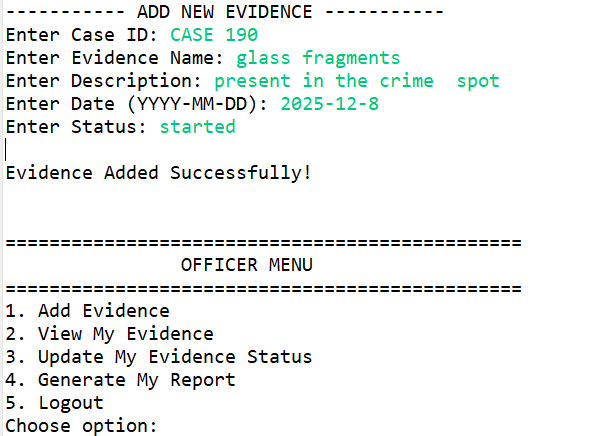 ----------- ADD NEW EVIDENCE -----------
Enter Case ID: CASE 190
Enter Evidence Name: glass fragments
Enter Description: present in the crime  spot
Enter Date (YYYY-MM-DD): 2025-12-8
Enter Status: started
Evidence Added Successfully!
===============================================
OFFICER MENU
===============================================
1. Add Evidence
2. View My Evidence
3. Update My Evidence Status
4. Generate My Report
5. Logout
Choose option: